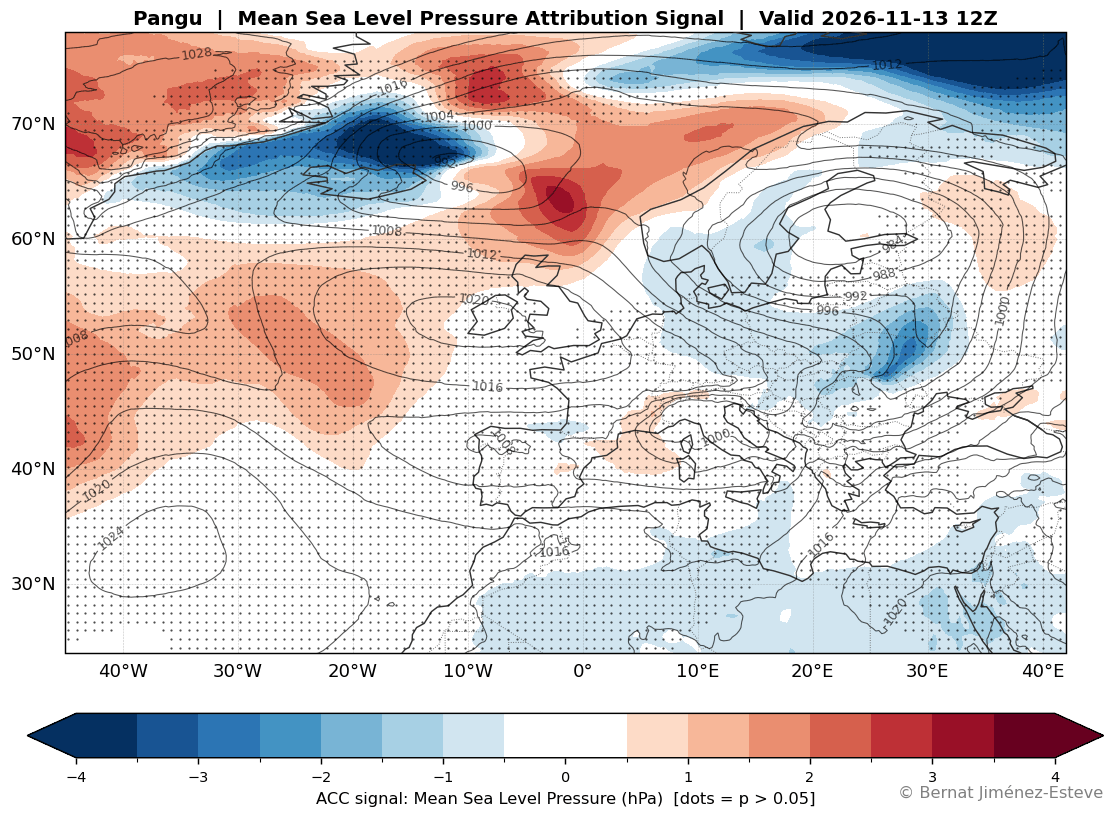 Pangu | Mean Sea Level Pressure Attribution Signal | Valid 2026-11-13 12Z
1028
1016
1012
1004
1000
996
1008
1012
1020
1016
984
988
992
996
1000
1008
1000
1008
1020
1024
1016
1016
1020
70°N
60°N
50°N
40°N
30°N
40°W 30°W 20°W 10°W 0° 10°E 20°E 30°E 40°E
−4 −3 −2 −1 0 1 2 3 4
ACC signal: Mean Sea Level Pressure (hPa) [dots = p > 0.05]
© Bernat Jiménez-Esteve